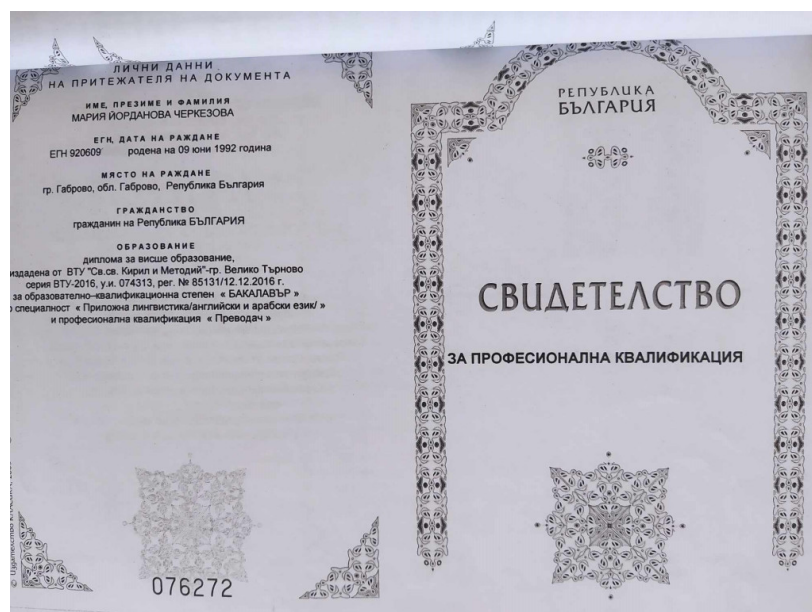 ЛИЧНИ ДАННИ
НА ПРИТЕЖАТЕЛЯ НА ДОКУМЕНТА
ИМЕ, ПРЕЗИМЕ И ФАМИЛИЯ
МАРИЯ ЙОРДАНОВА ЧЕРКЕЗОВА
ЕГН, ДАТА НА РАЖДАНЕ
ЕГН 920609 родена на 09 юни 1992 година
МЯСТО НА РАЖДАНЕ
гр. Габрово, обл. Габрово, Република България
ГРАЖДАНСТВО
гражданин на Република БЪЛГАРИЯ
ОБРАЗОВАНИЕ
диплома за висше образование,
издадена от ВТУ "Св.св. Кирил и Методий"-гр. Велико Търново
серия ВТУ-2016, у.и. 074313, рег. № 85131/12.12.2016 г.
за образователно–квалификационна степен « БАКАЛАВЪР »
о специалност « Приложна лингвистика/английски и арабски език/ »
и професионална квалификация « Преводач »
076272
РЕПУБЛИКА
БЪЛГАРИЯ
СВИДЕТЕЛСТВО
ЗА ПРОФЕСИОНАЛНА КВАЛИФИКАЦИЯ